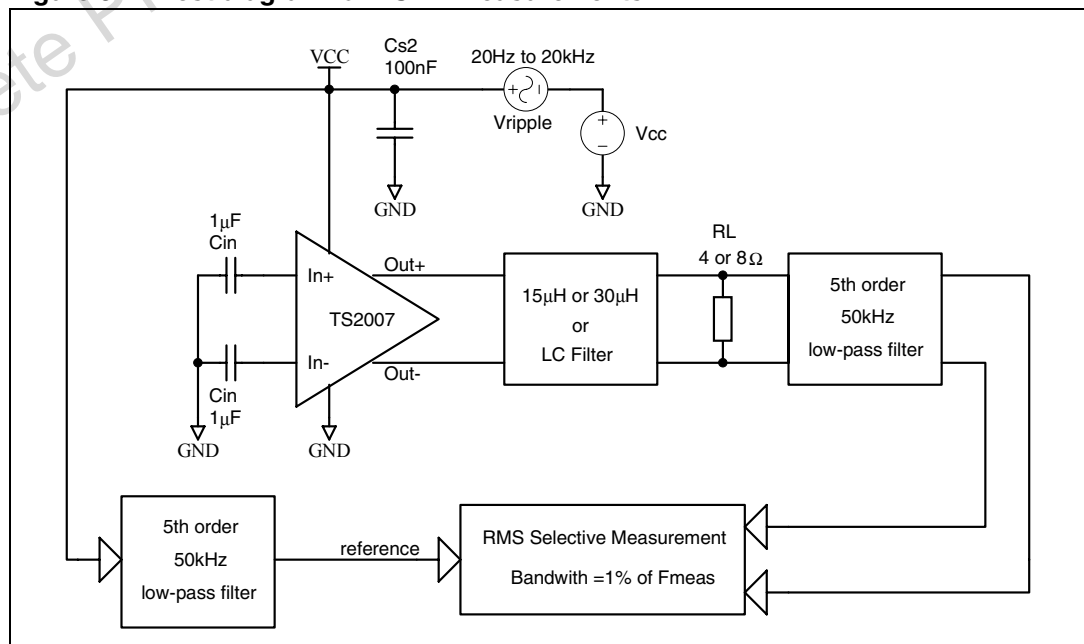 ete Pr
Cs2
100nF
20Hz to 20kHz
VCC
Vripple
Vcc
GND
GND
1µF
Cin
In+
Out+
TS2007
In-
Out-
Cin
1µF
GND
GND
15µH or 30µH
or
LC Filter
RL
4 or 8Ω
5th order
50kHz
low-pass filter
5th order
50kHz
low-pass filter
reference
RMS Selective Measurement
Bandwith =1% of Fmeas